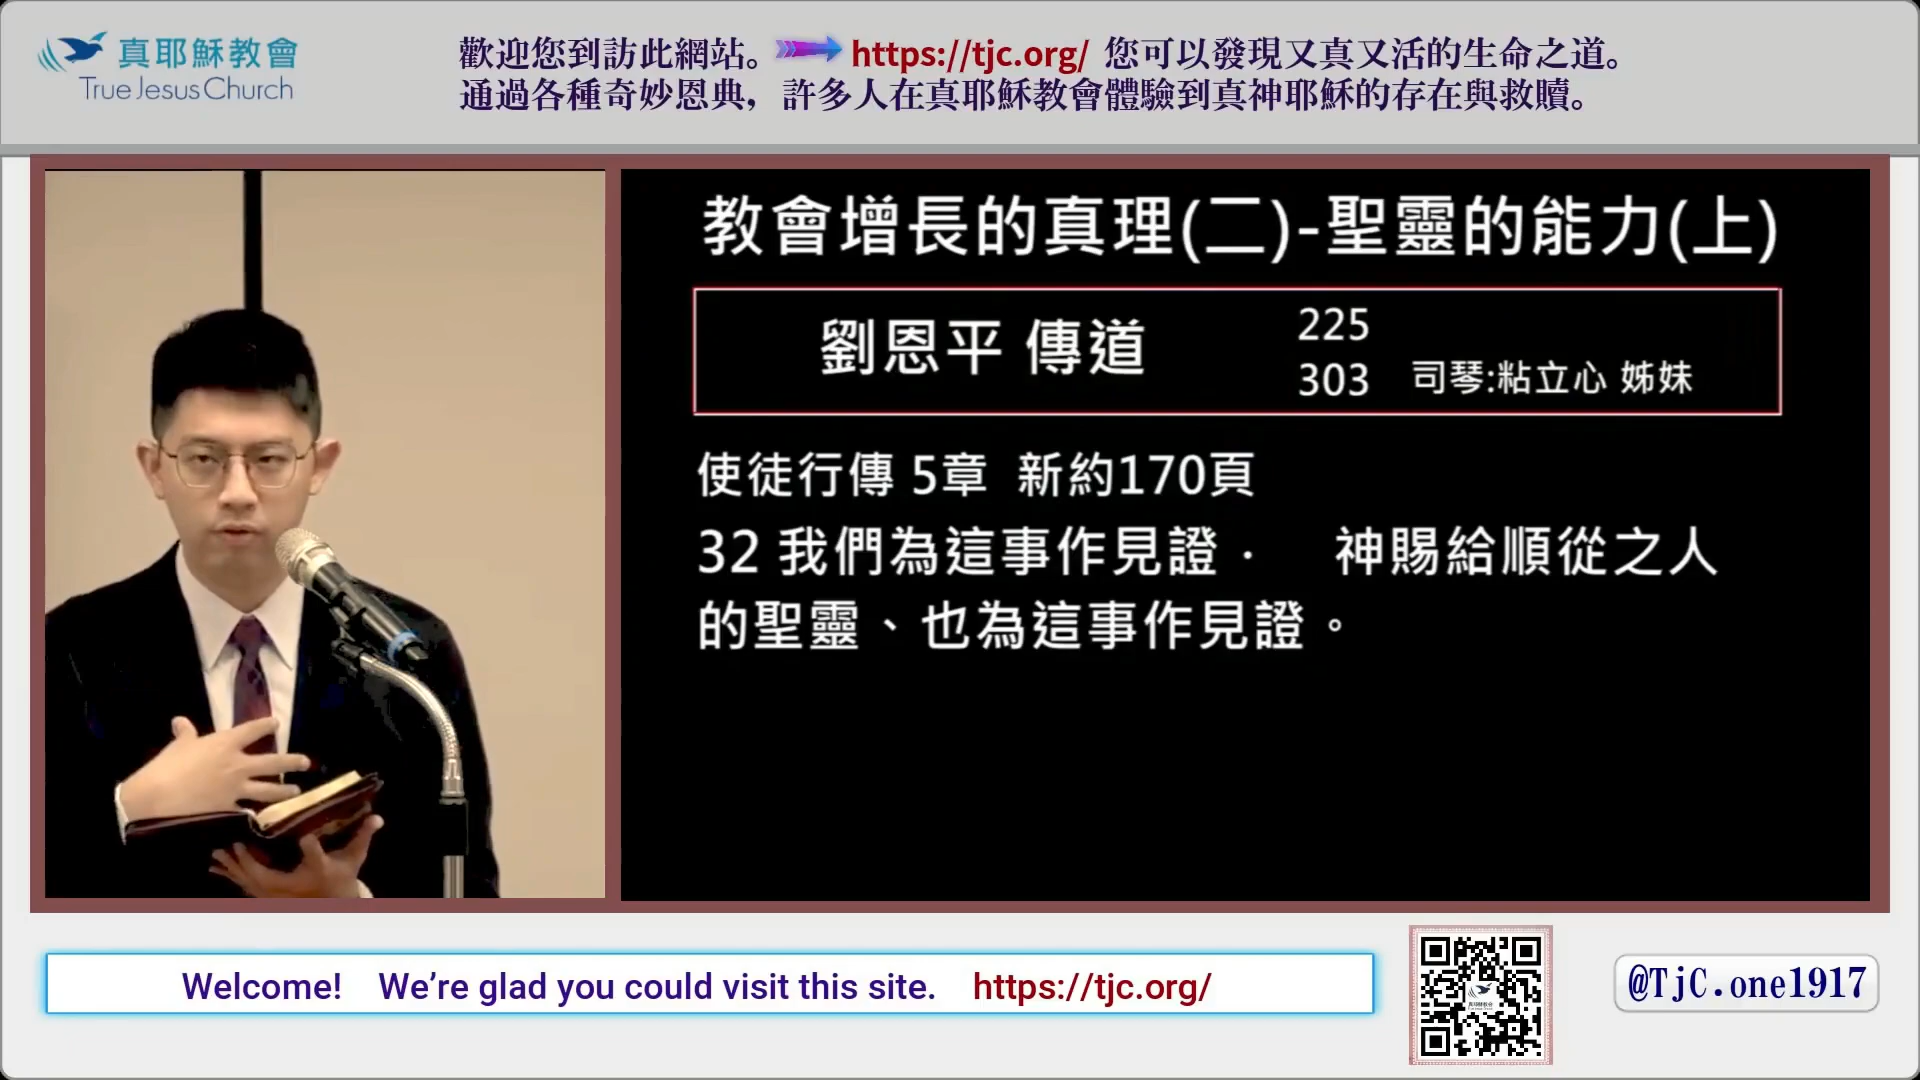 真耶穌教會
True Jesus Church
歡迎您到訪此網站。 https://tjc.org/ 您可以發現又真又活的生命之道。
通過各種奇妙恩典，許多人在真耶穌教會體驗到真神耶穌的存在與救贖。
教會增長的真理(二)-聖靈的能力(上)
劉恩平 傳道
225
303 司琴:粘立心 姊妹
使徒行傳 5章 新約170頁
32 我們為這事作見證． 神賜給順從之人
的聖靈、也為這事作見證。
Welcome! We’re glad you could visit this site. https://tjc.org/
@TjC.one1917